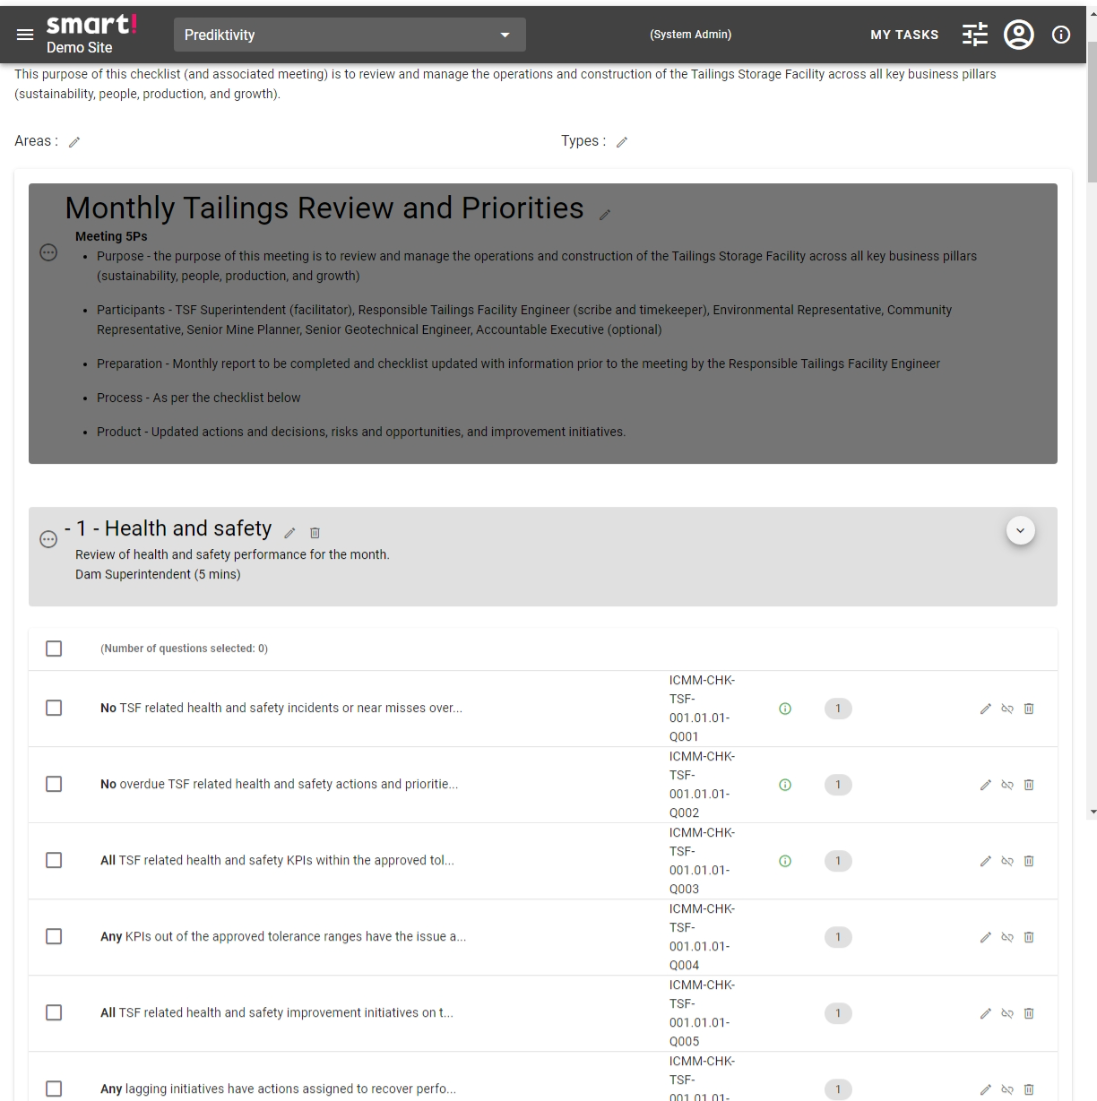 smart!
Demo Site
Prediktivity
(System Admin)
MY TASKS
This purpose of this checklist (and associated meeting) is to review and manage the operations and construction of the Tailings Storage Facility across all key business pillars
(sustainability, people, production, and growth).
Areas :
Types :
Monthly Tailings Review and Priorities
Meeting 5Ps
• Purpose - the purpose of this meeting is to review and manage the operations and construction of the Tailings Storage Facility across all key business pillars
(sustainability, people, production, and growth)
• Participants - TSF Superintendent (facilitator), Responsible Tailings Facility Engineer (scribe and timekeeper), Environmental Representative, Community
Representative, Senior Mine Planner, Senior Geotechnical Engineer, Accountable Executive (optional)
• Preparation - Monthly report to be completed and checklist updated with information prior to the meeting by the Responsible Tailings Facility Engineer
• Process - As per the checklist below
• Product - Updated actions and decisions, risks and opportunities, and improvement initiatives.
- 1 - Health and safety
Review of health and safety performance for the month.
Dam Superintendent (5 mins)
(Number of questions selected: 0)
No TSF related health and safety incidents or near misses over...
ICMM-CHK-
TSF-
001.01.01-
Q001
1
No overdue TSF related health and safety actions and prioritie...
ICMM-CHK-
TSF-
001.01.01-
Q002
1
All TSF related health and safety KPIs within the approved tol...
ICMM-CHK-
TSF-
001.01.01-
Q003
1
Any KPIs out of the approved tolerance ranges have the issue a...
ICMM-CHK-
TSF-
001.01.01-
Q004
1
All TSF related health and safety improvement initiatives on t...
ICMM-CHK-
TSF-
001.01.01-
Q005
1
Any lagging initiatives have actions assigned to recover perfo...
ICMM-CHK-
TSF-
001.01.01-
1